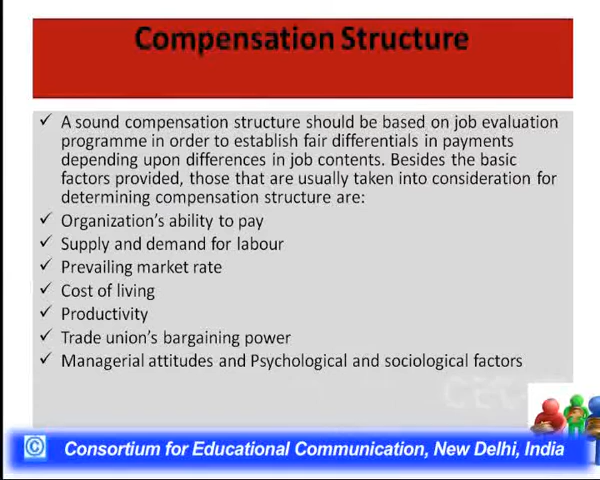 Compensation Structure
✓ A sound compensation structure should be based on job evaluation
programme in order to establish fair differentials in payments
depending upon differences in job contents. Besides the basic
factors provided, those that are usually taken into consideration for
determining compensation structure are:
✓ Organization's ability to pay
✓ Supply and demand for labour
✓ Prevailing market rate
✓ Cost of living
✓ Productivity
✓ Trade union's bargaining power
✓ Managerial attitudes and Psychological and sociological factors
CEC
© Consortium for Educational Communication, New Delhi, India